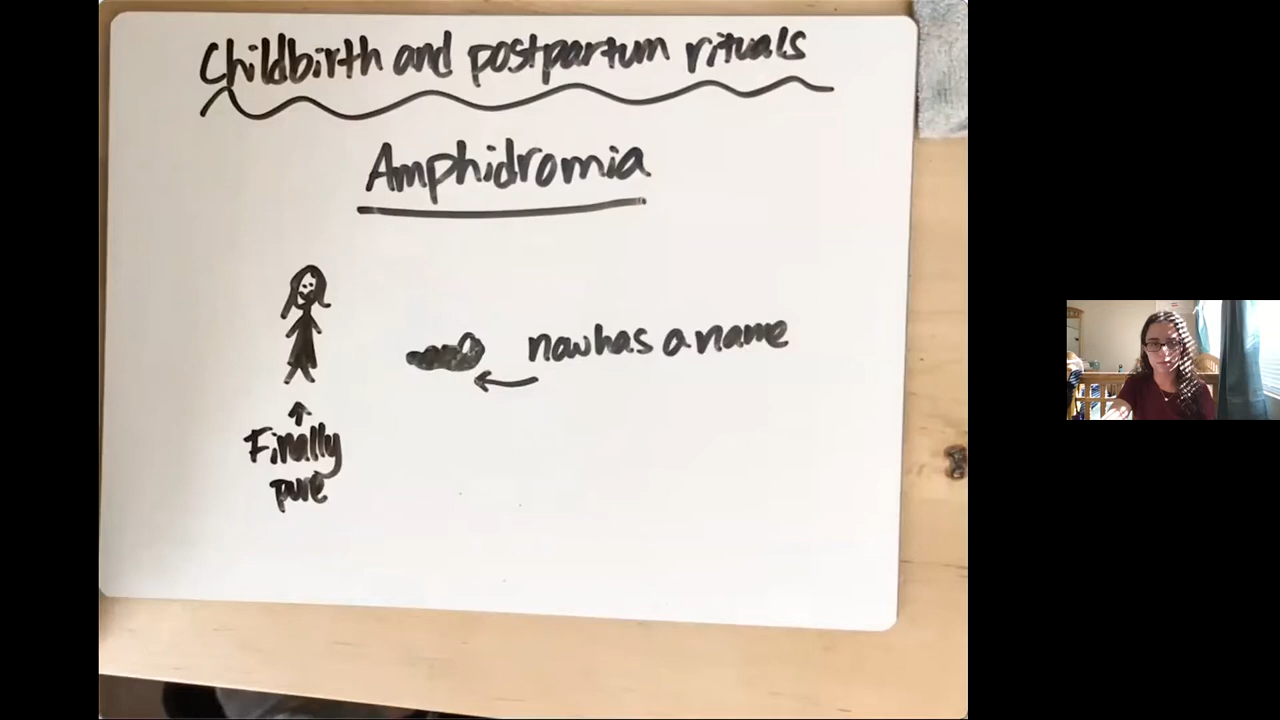 Childbirth and postpartum rituals
Amphidromia
now has a name
Finally
pure